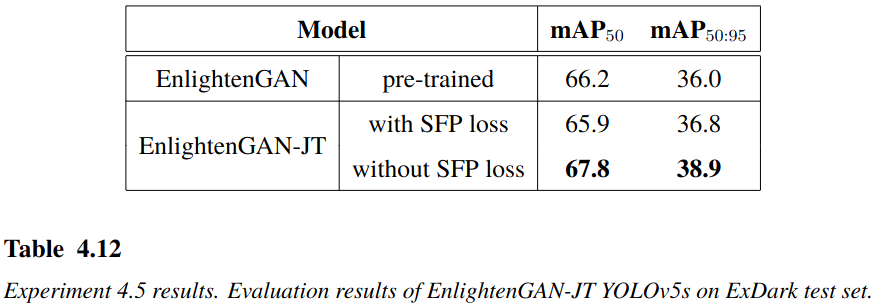 Model mAP50 mAP50:95
EnlightenGAN pre-trained 66.2 36.0
EnlightenGAN-JT with SFP loss 65.9 36.8
without SFP loss 67.8 38.9
Table 4.12
Experiment 4.5 results. Evaluation results of EnlightenGAN-JT YOLOv5s on ExDark test set.